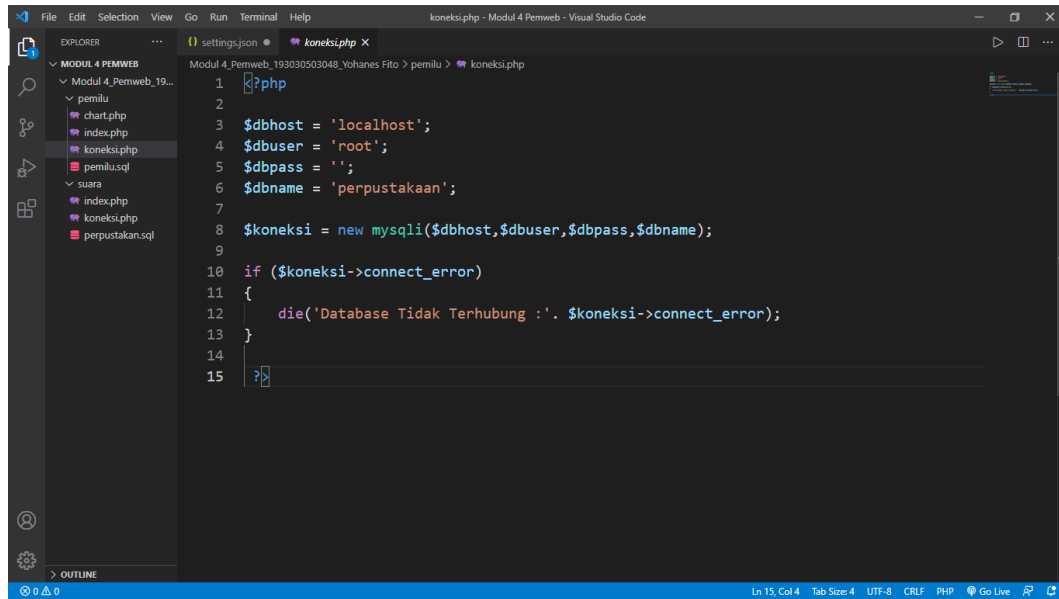 File Edit Selection View Go Run Terminal Help koneksi.php - Modul 4 Pemweb - Visual Studio Code
EXPLORER
{} settings.json ● koneksi.php ×
MODUL 4 PEMWEB
Modul 4_Pemweb_19...
pemilu
chart.php
index.php
koneksi.php
pemilu.sql
suara
index.php
koneksi.php
perpustakan.sql
OUTLINE
1
Modul 4_Pemweb_193030503048_Yohanes Fito > pemilu > koneksi.php
1 <?php
2
3 $dbhost = 'localhost';
4 $dbuser = 'root';
5 $dbpass = '';
6 $dbname = 'perpustakaan';
7
8 $koneksi = new mysqli($dbhost,$dbuser,$dbpass,$dbname);
9
10 if ($koneksi->connect_error)
11 {
12 die('Database Tidak Terhubung :'. $koneksi->connect_error);
13 }
14
15 ?>
0 0 Ln 15, Col 4 Tab Size: 4 UTF-8 CRLF PHP Go Live